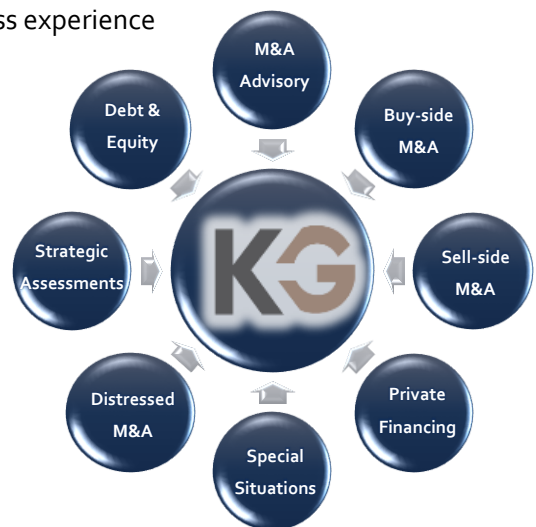 ss experience
M&A
Advisory
Debt &
Equity
Buy-side
M&A
Strategic
Assessments
KG
Sell-side
M&A
Distressed
M&A
Private
Financing
Special
Situations